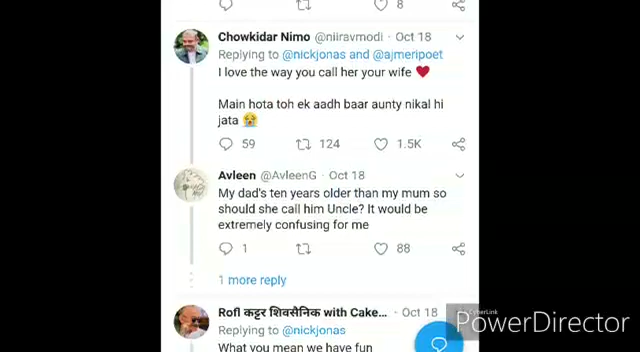 8
Chowkidar Nimo @niiravmodi · Oct 18
Replying to @nickjonas and @ajmeripoet
I love the way you call her your wife ❤
Main hota toh ek aadh baar aunty nikal hi
jata 😭
59 124 1.5K
Avleen @AvleenG · Oct 18
My dad's ten years older than my mum so
should she call him Uncle? It would be
extremely confusing for me
1 88
1 more reply
Rofl कट्टर शिवसैनिक with Cake... · Oct 18
Replying to @nickjonas
What you mean we have fun
CyberLink
PowerDirector